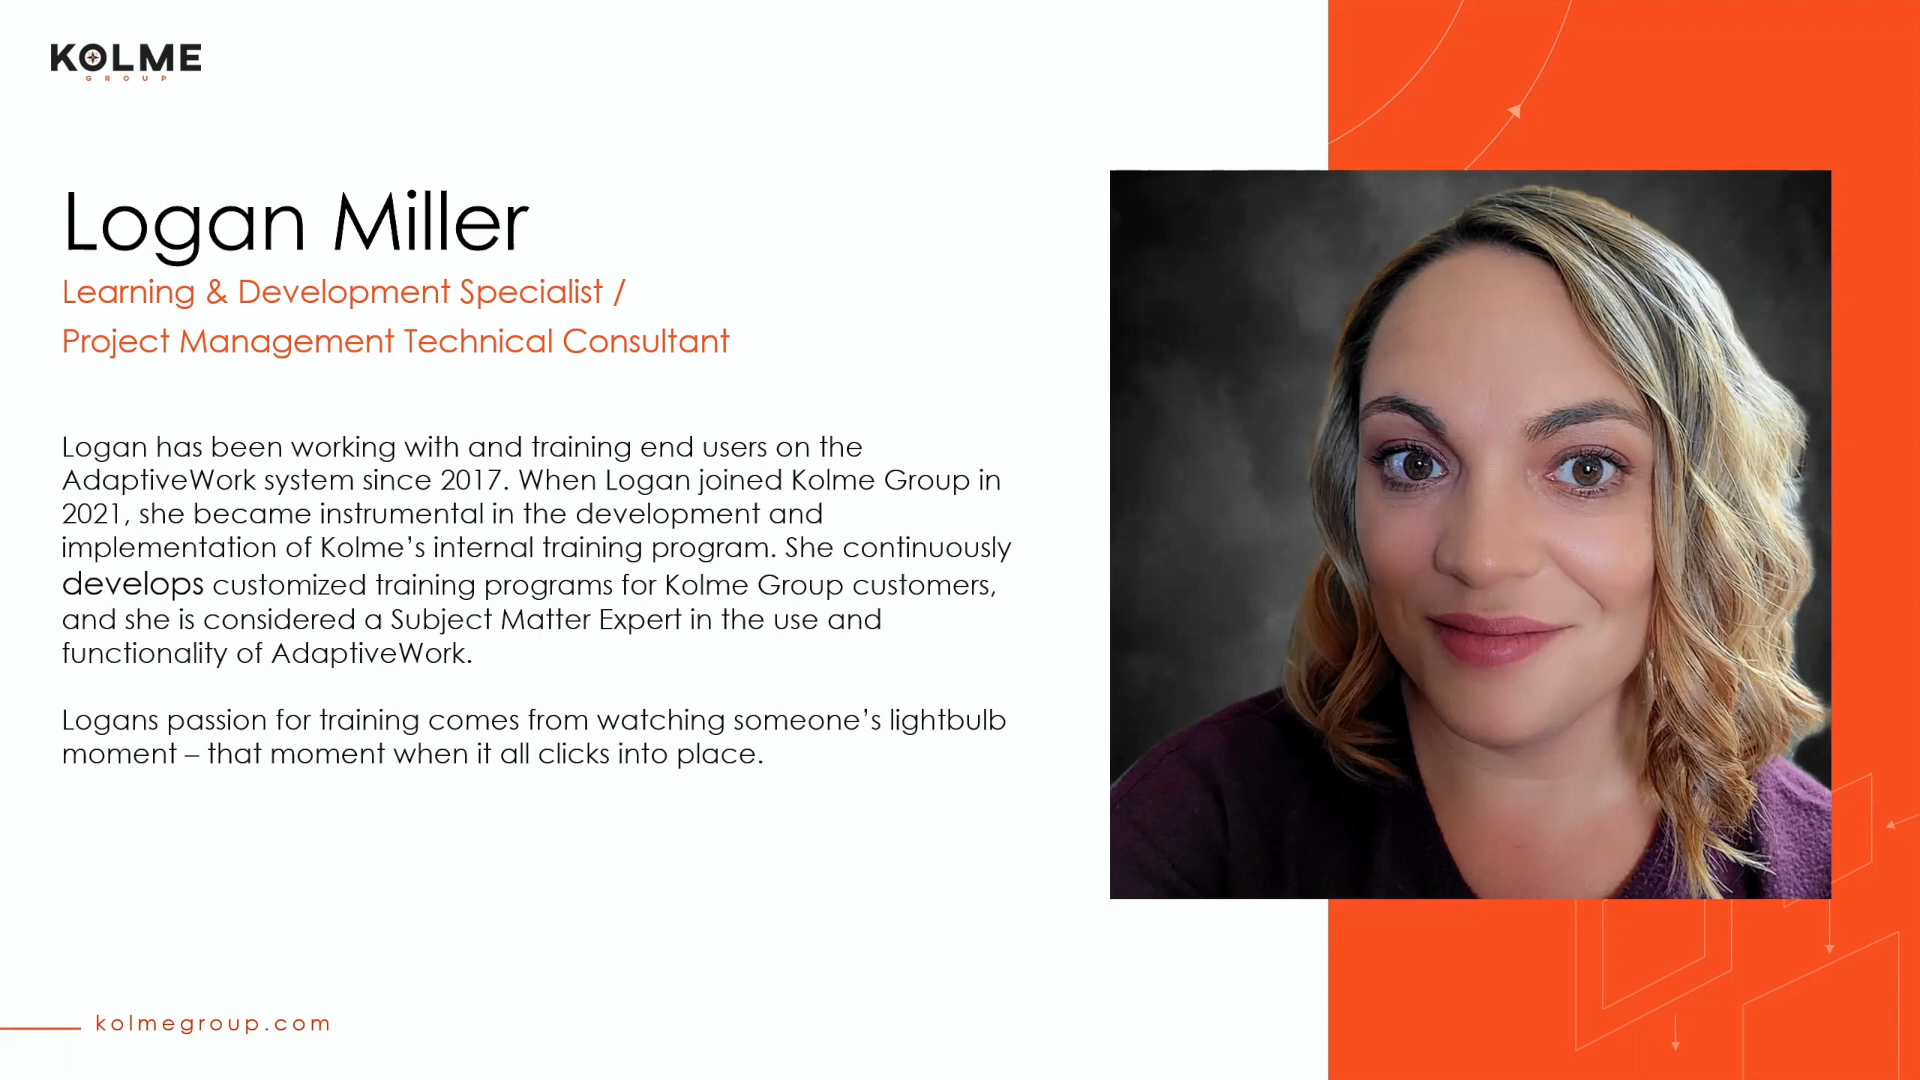 KOLME
GROUP
Logan Miller
Learning & Development Specialist /
Project Management Technical Consultant
Logan has been working with and training end users on the
AdaptiveWork system since 2017. When Logan joined Kolme Group in
2021, she became instrumental in the development and
implementation of Kolme’s internal training program. She continuously
develops customized training programs for Kolme Group customers,
and she is considered a Subject Matter Expert in the use and
functionality of AdaptiveWork.
Logans passion for training comes from watching someone’s lightbulb
moment – that moment when it all clicks into place.
kolmegroup.com